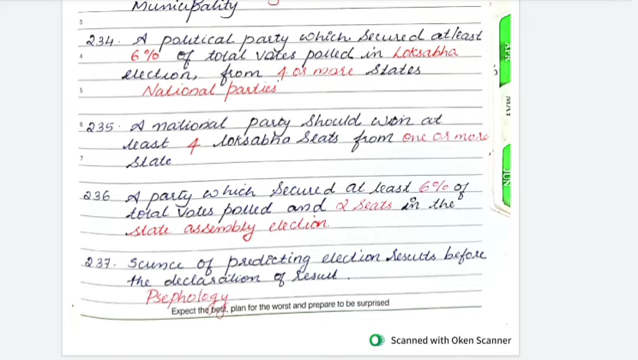 Municipality
234. A political party which secured atleast
6% of total votes polled in Loksabha
election, from 4 or more states
National parties
235. A national party should won at
least 4 loksabha seats from one or more
state
236 A party which secured at least 6% of
total votes polled and 2 seats in the
state assembly election
237. Science of predicting election results before
the declaration of result.
Psephology
Expect the best, plan for the worst and prepare to be surprised
APR
MAY
JUN
Scanned with Oken Scanner